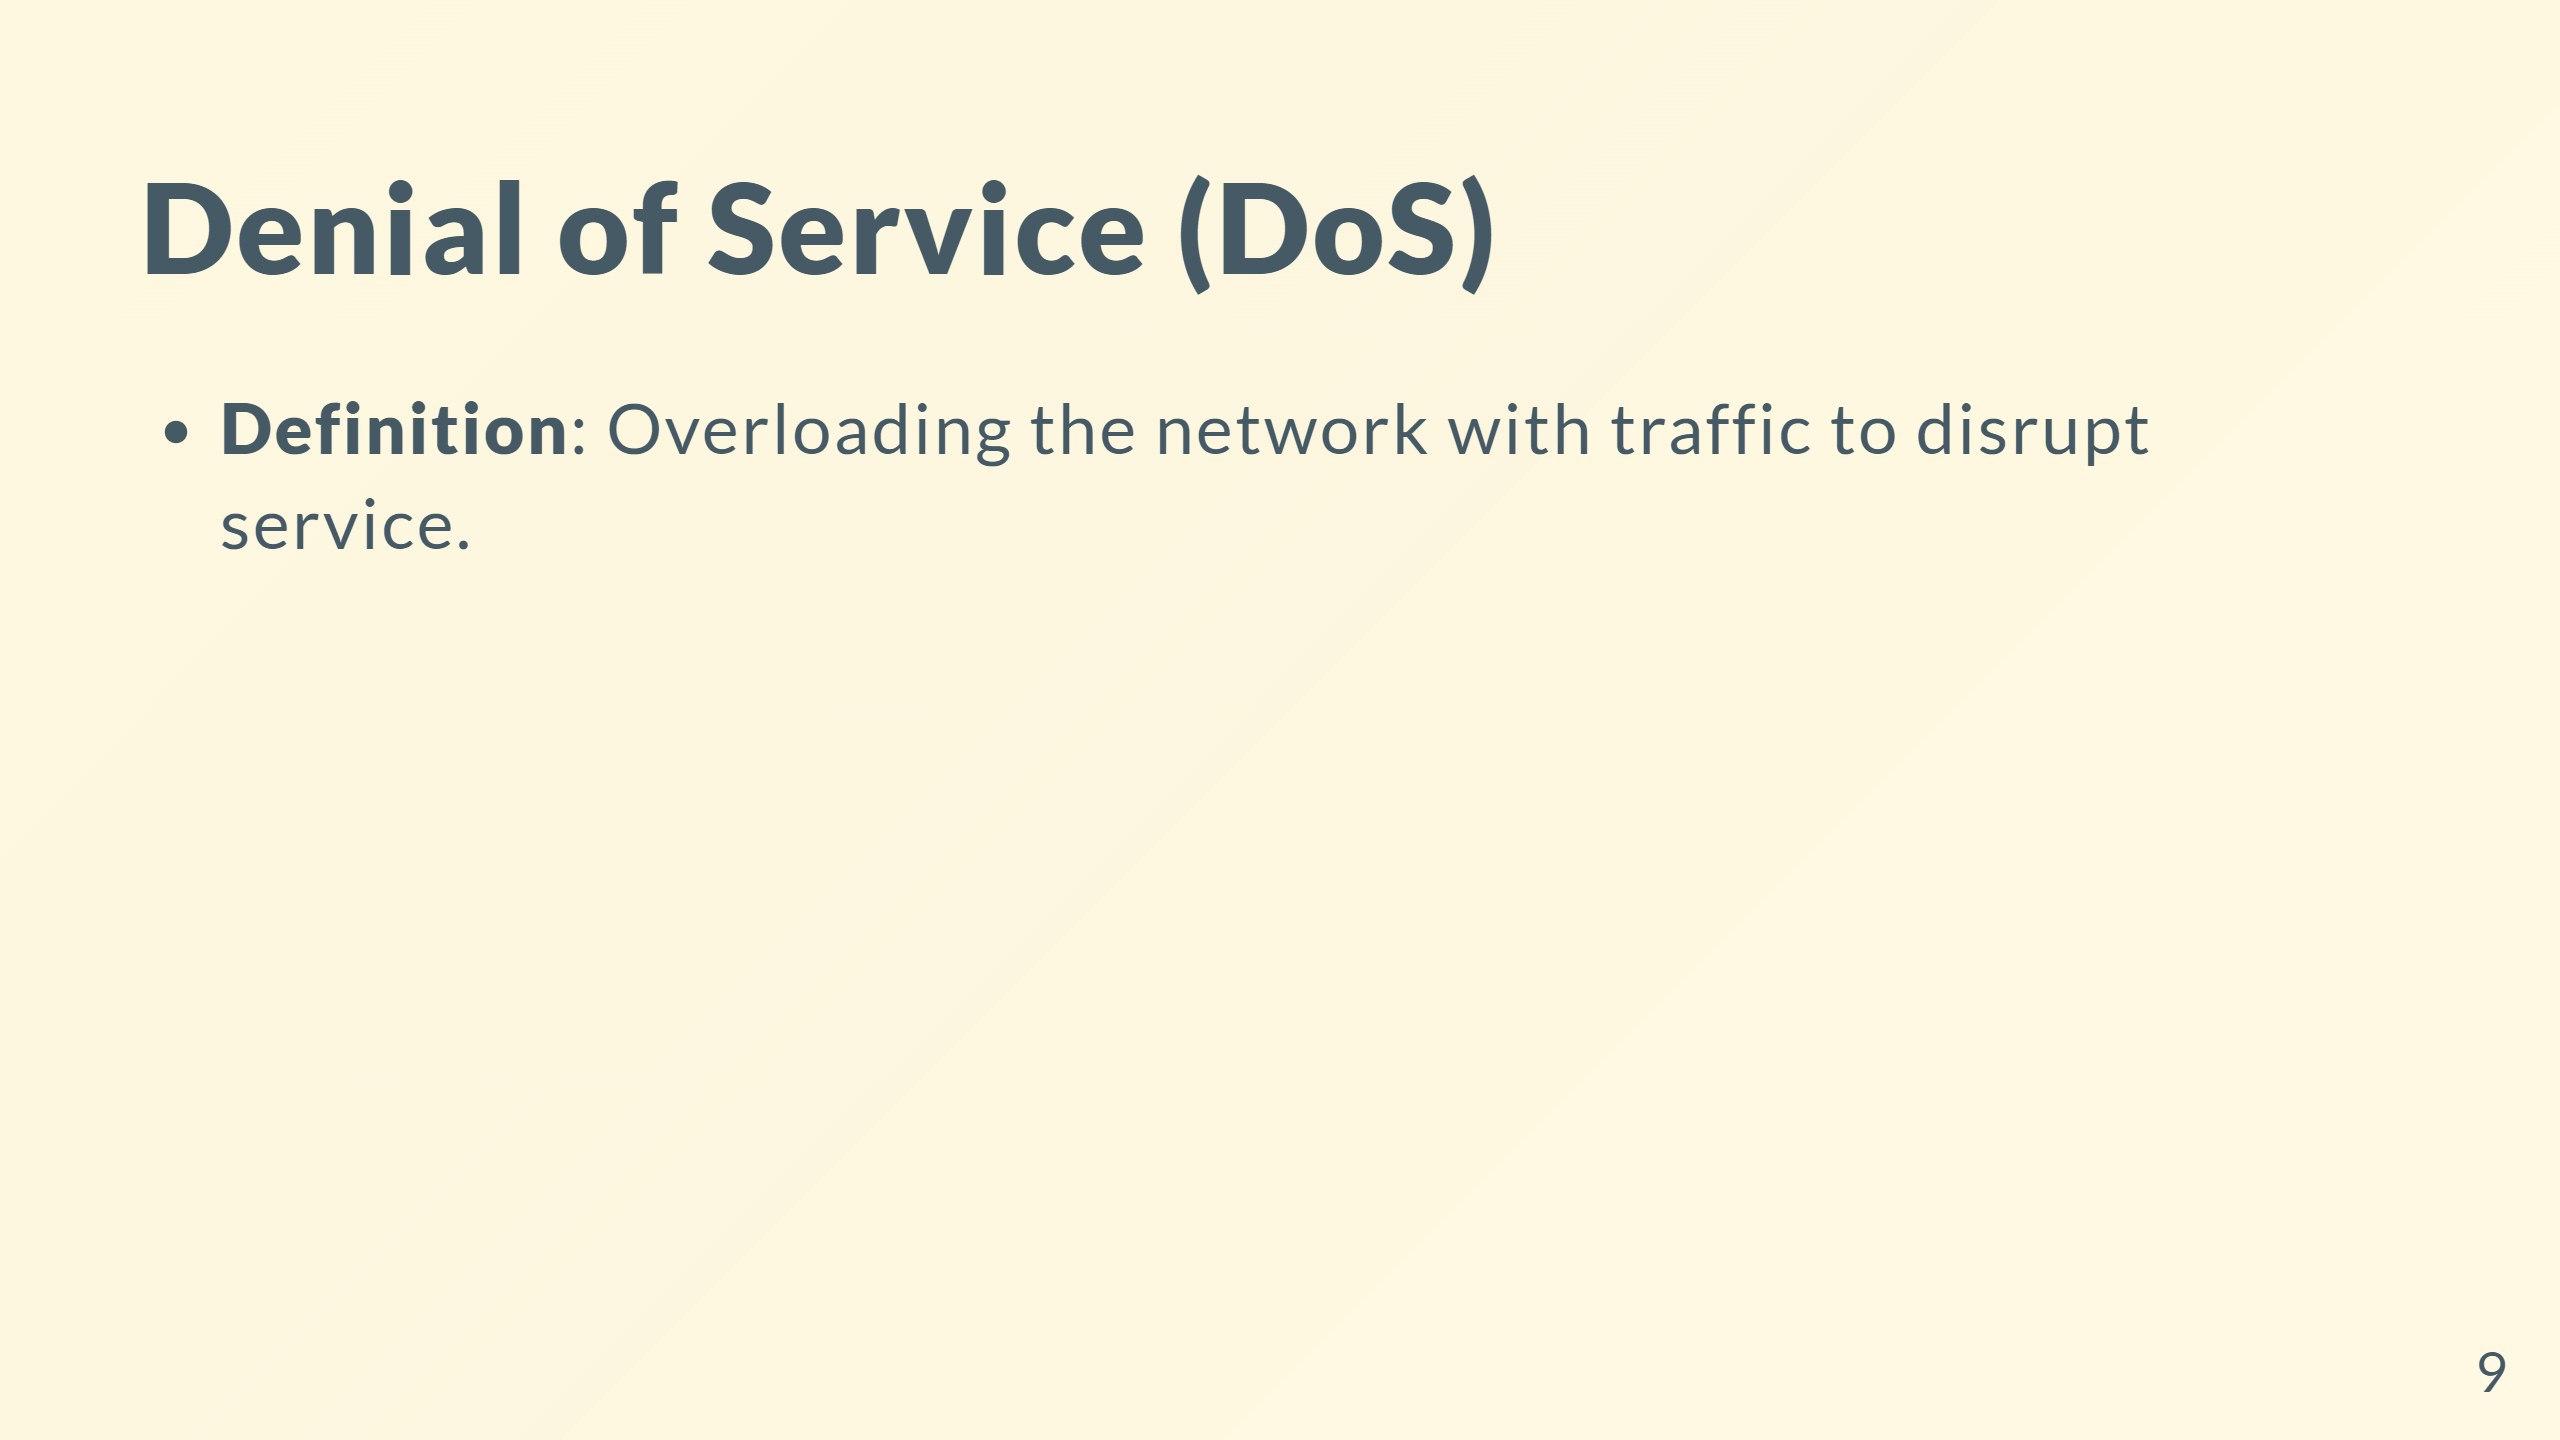 Denial of Service (DoS)
• Definition: Overloading the network with traffic to disrupt
service.
9